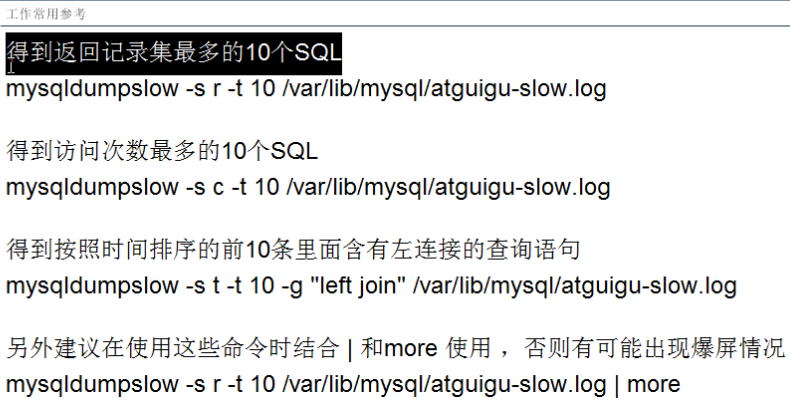 工作常用参考
得到返回记录集最多的10个SQL
mysqldumpslow -s r -t 10 /var/lib/mysql/atguigu-slow.log
得到访问次数最多的10个SQL
mysqldumpslow -s c -t 10 /var/lib/mysql/atguigu-slow.log
得到按照时间排序的前10条里面含有左连接的查询语句
mysqldumpslow -s t -t 10 -g "left join" /var/lib/mysql/atguigu-slow.log
另外建议在使用这些命令时结合 | 和more 使用 ，否则有可能出现爆屏情况
mysqldumpslow -s r -t 10 /var/lib/mysql/atguigu-slow.log | more